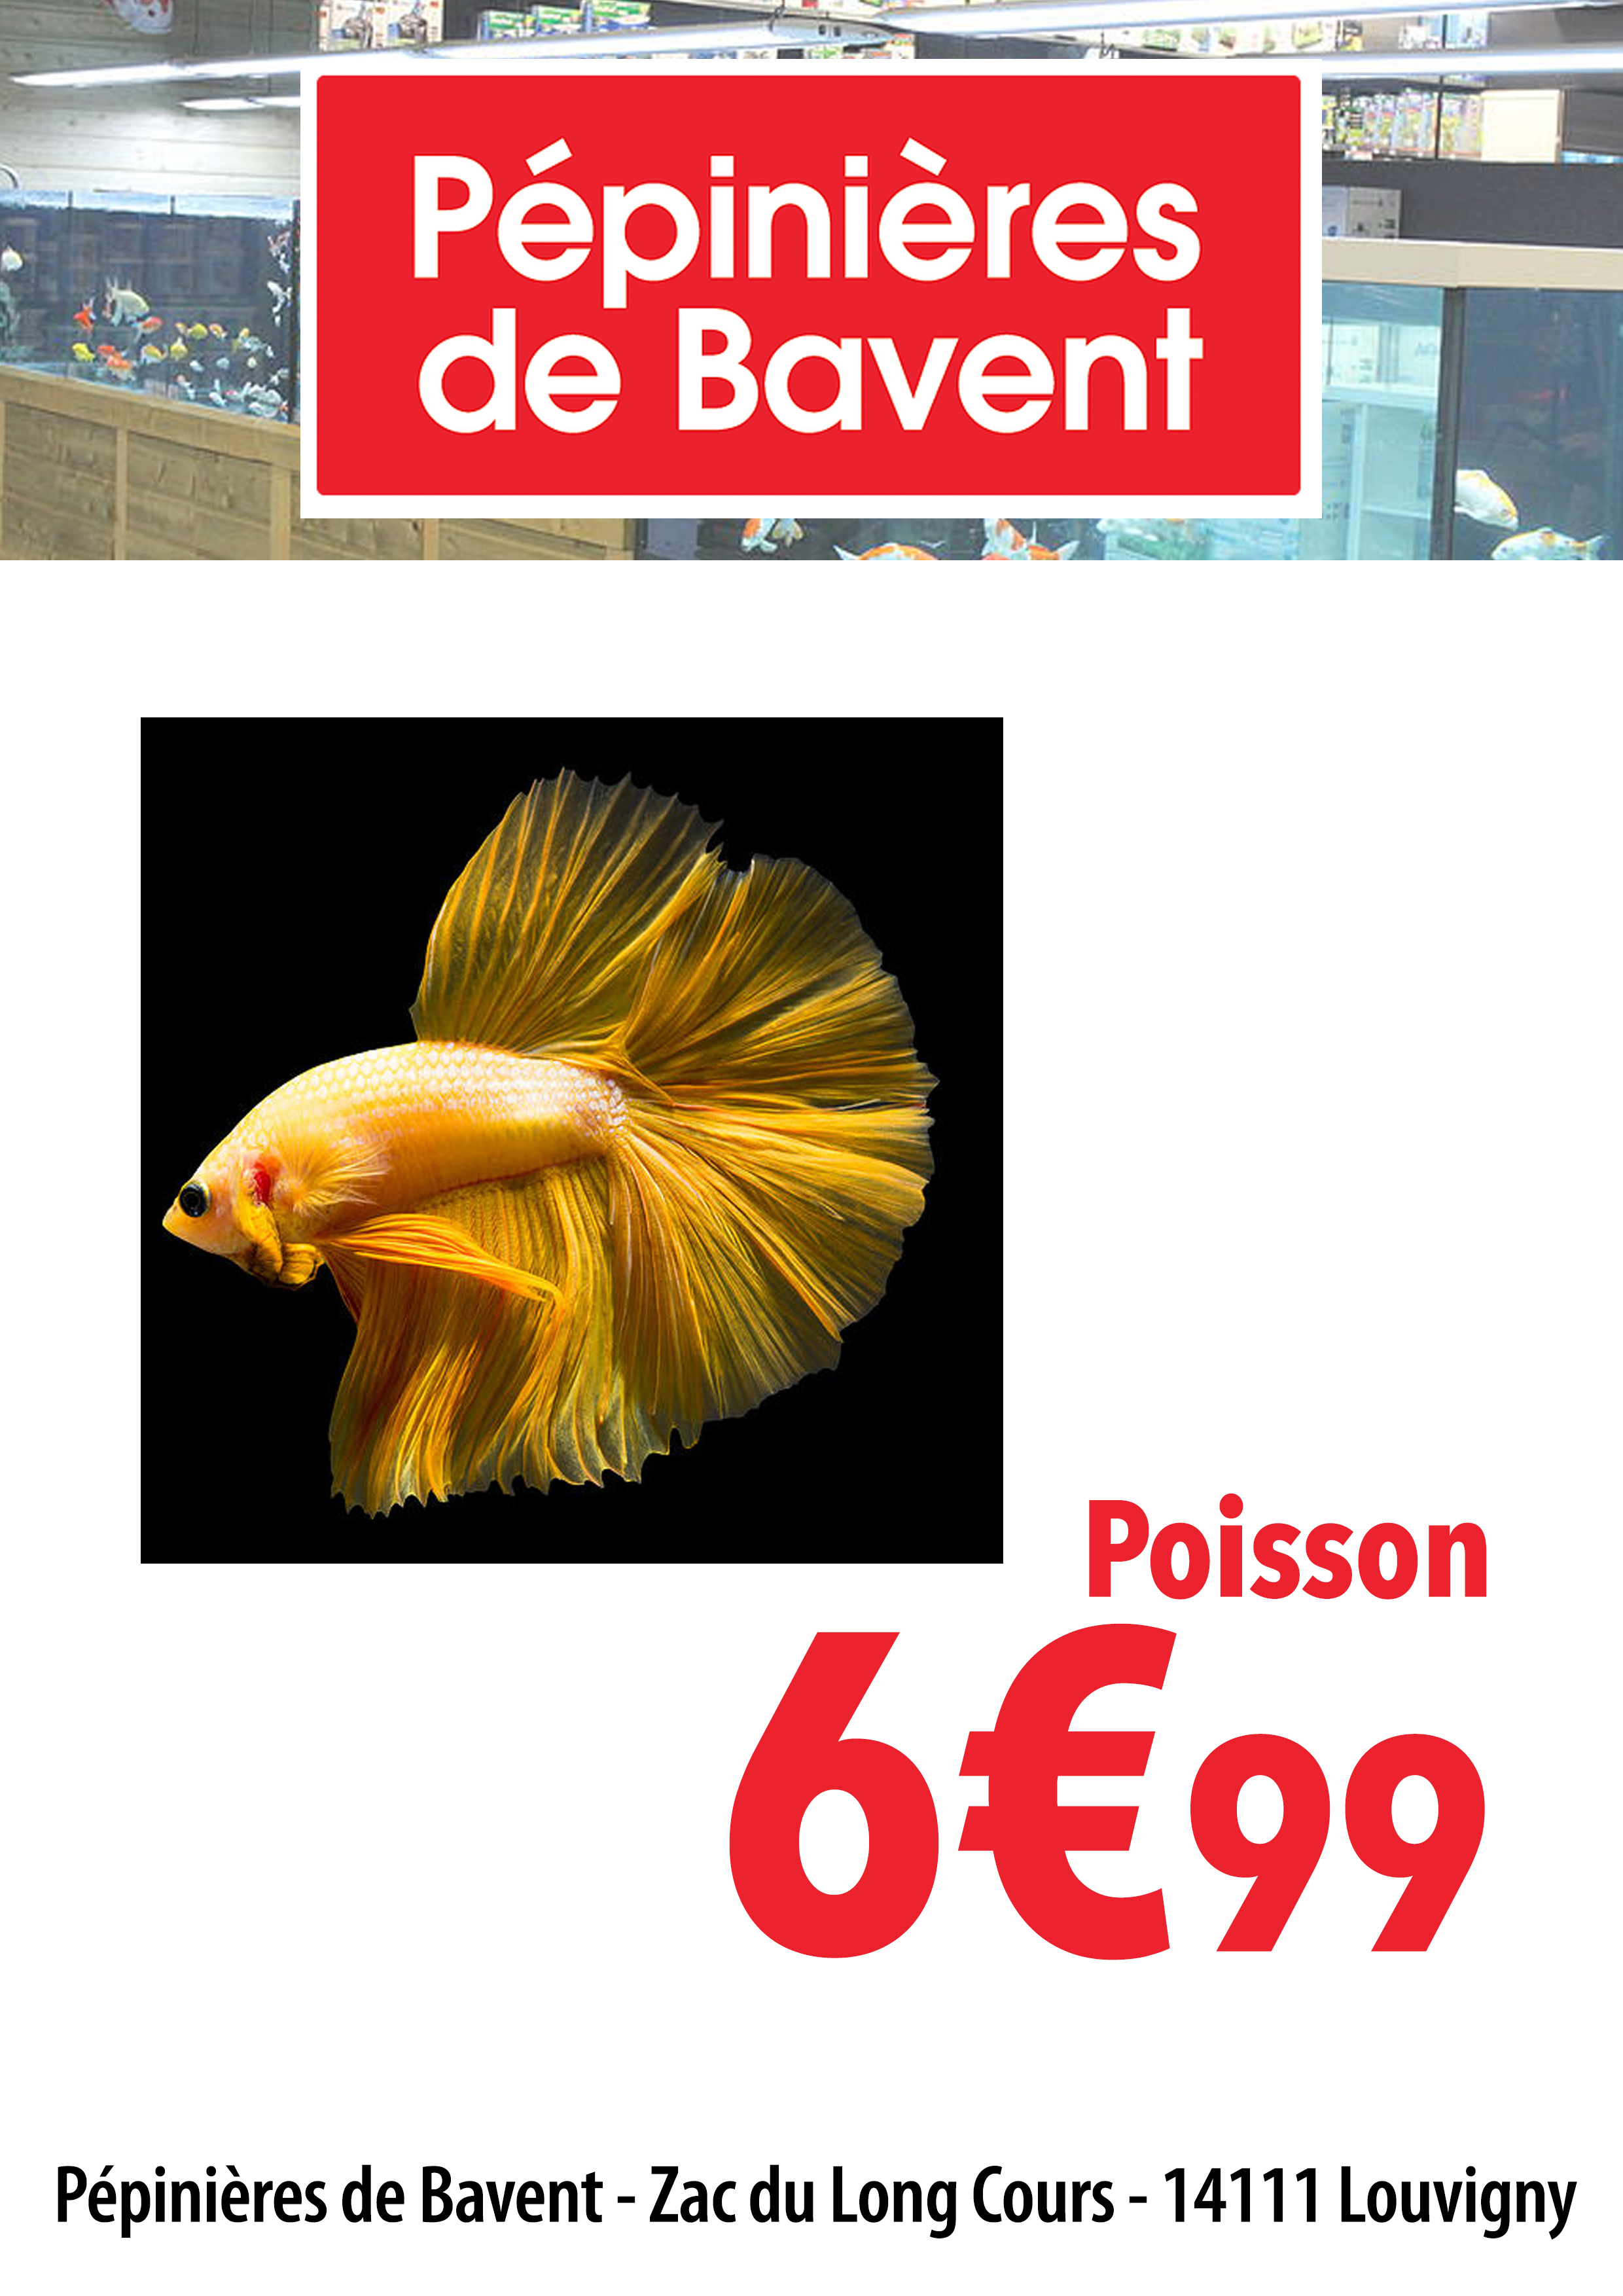 Pépinières
de Bavent
Poisson
6€99
Pépinières de Bavent - Zac du Long Cours - 14111 Louvigny